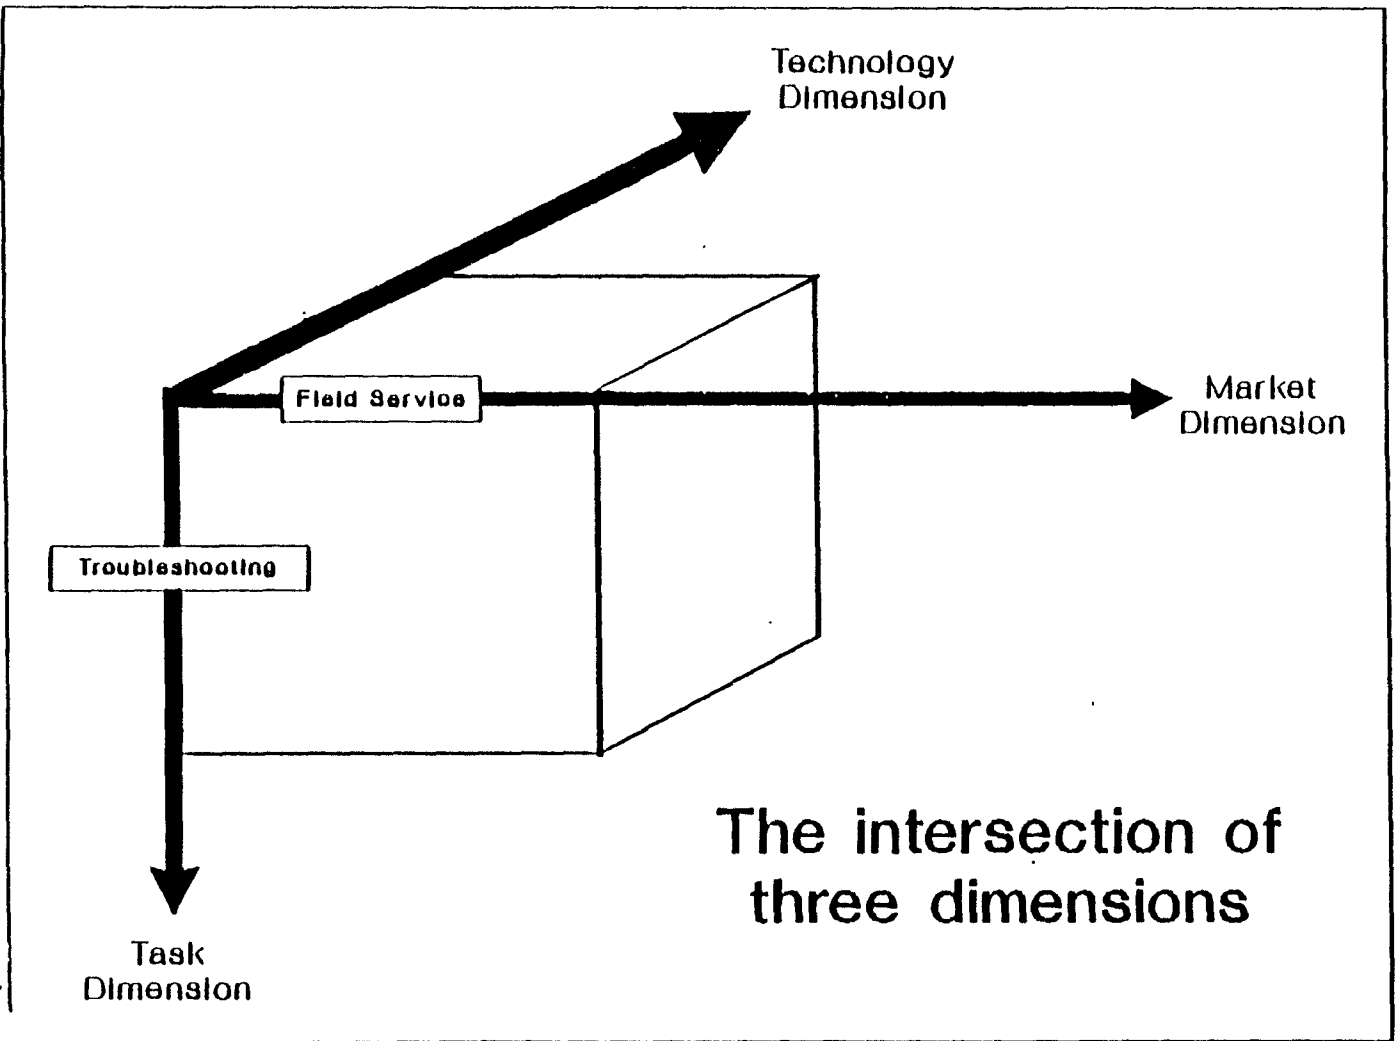 Technology
Dimension
Field Service
Market
Dimension
Troubleshooting
The intersection of
three dimensions
Task
Dimension